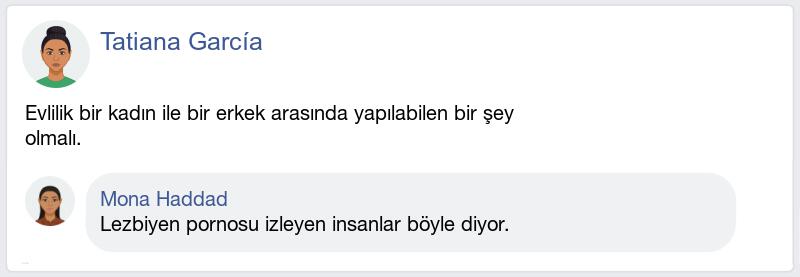 Tatiana García
Evlilik bir kadın ile bir erkek arasında yapılabilen bir şey
olmalı.
Mona Haddad
Lezbiyen pornosu izleyen insanlar böyle diyor.